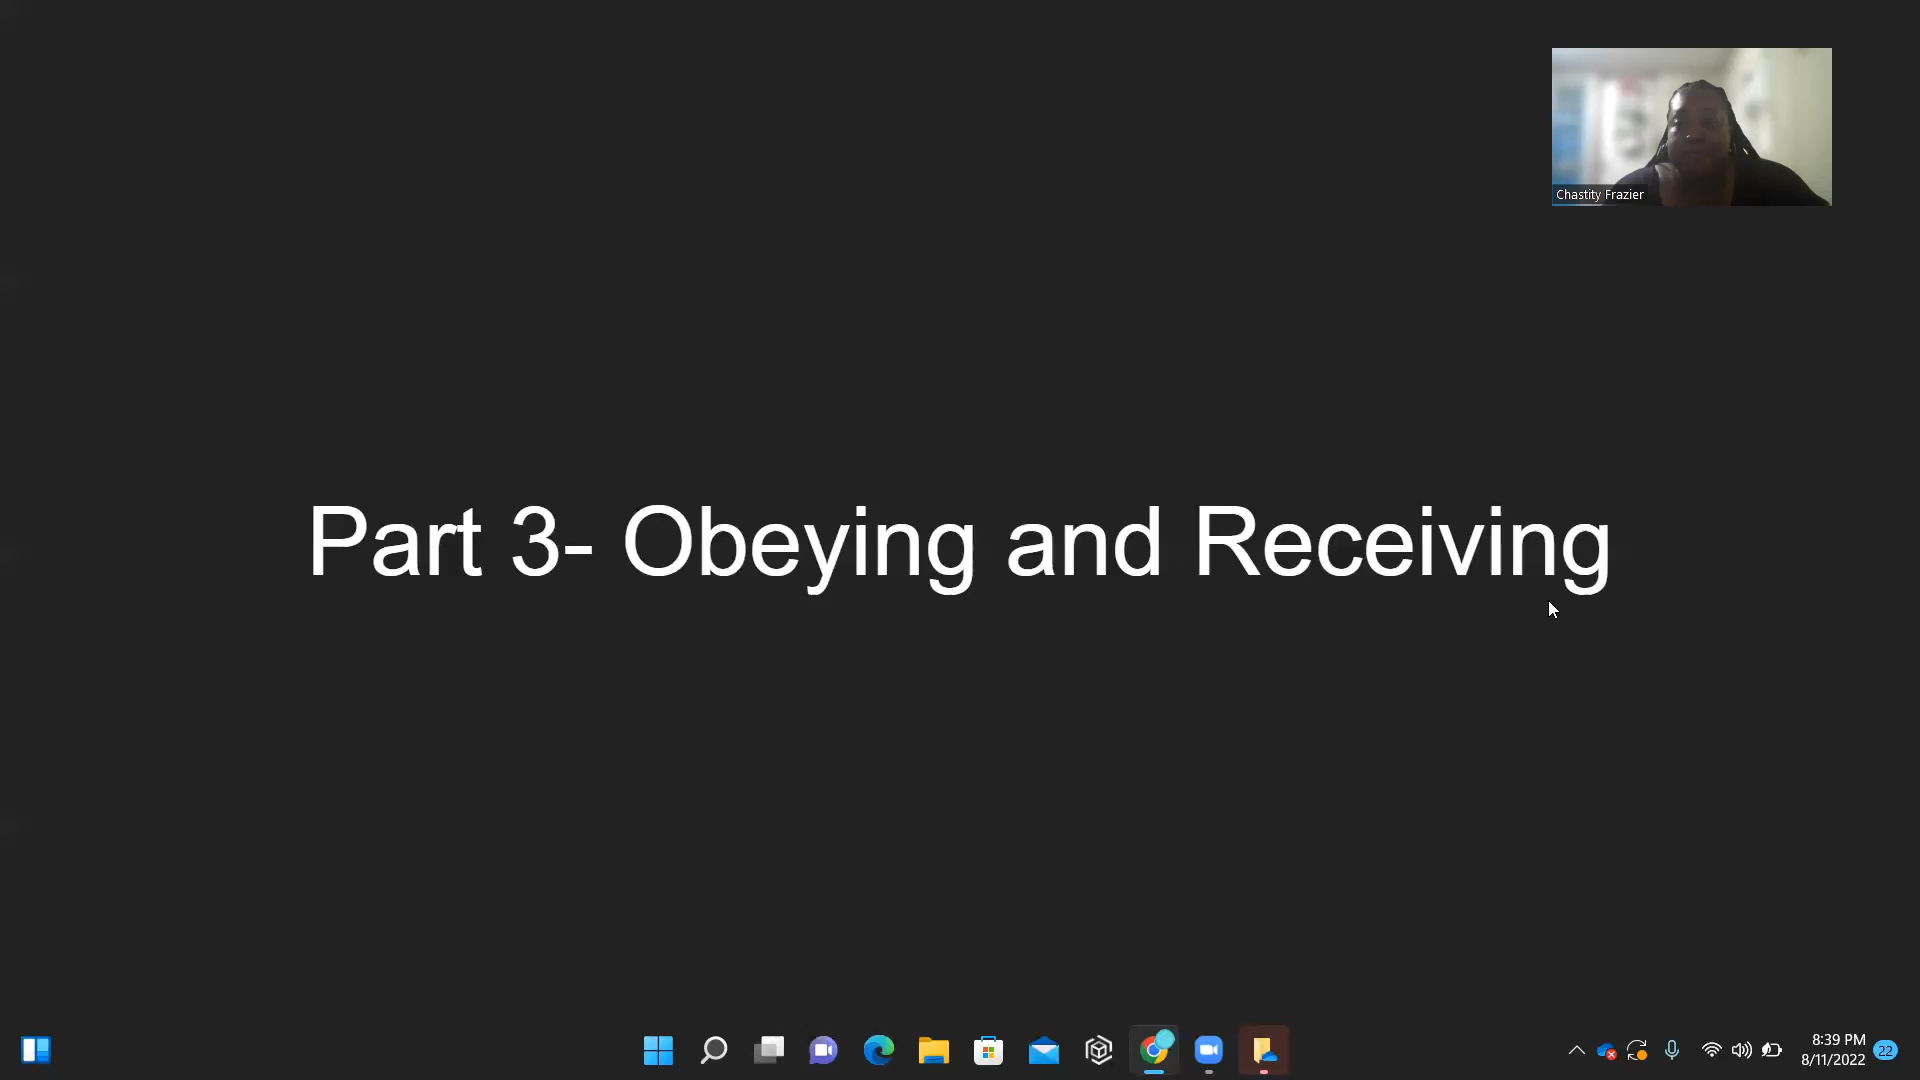 Chastity Frazier
Part 3- Obeying and Receiving
8:39 PM
8/11/2022
22